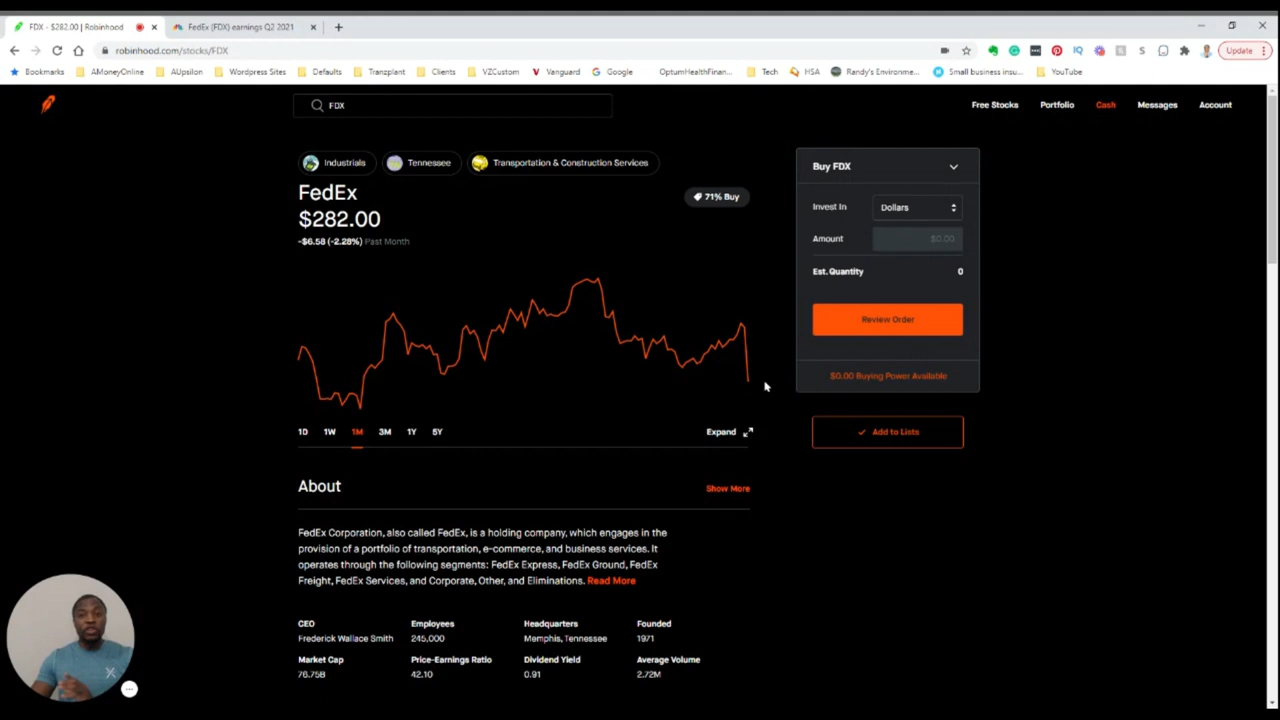 FDX - $282.00 | Robinhood
FedEx (FDX) earnings Q2 2021
robinhood.com/stocks/FDX
Update
Bookmarks AMoneyOnline AUpsilon Wordpress Sites Defaults Tranzplant Clients VZCustom Vanguard Google OptumHealthFinan... Tech HSA Randy's Environme... Small business insu... YouTube
FDX
Free Stocks Portfolio Cash Messages Account
Industrials Tennessee Transportation & Construction Services
FedEx
$282.00
-$6.58 (-2.28%) Past Month
71% Buy
Buy FDX
Invest In Dollars
Amount $0.00
Est. Quantity 0
Review Order
$0.00 Buying Power Available
Add to Lists
1D 1W 1M 3M 1Y 5Y Expand
About
Show More
FedEx Corporation, also called FedEx, is a holding company, which engages in the
provision of a portfolio of transportation, e-commerce, and business services. It
operates through the following segments: FedEx Express, FedEx Ground, FedEx
Freight, FedEx Services, and Corporate, Other, and Eliminations. Read More
CEO Employees Headquarters Founded
Frederick Wallace Smith 245,000 Memphis, Tennessee 1971
Market Cap Price-Earnings Ratio Dividend Yield Average Volume
76.75B 42.10 0.91 2.72M